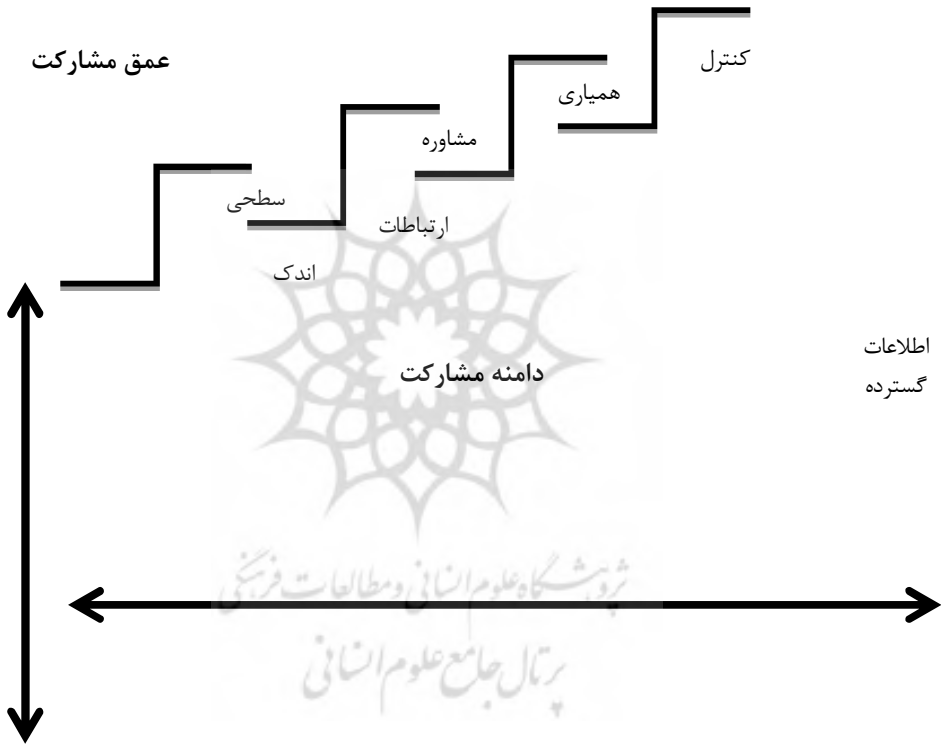 کنترل
عمق مشارکت
همیاری
مشاوره
سطحی
ارتباطات
اندک
اطلاعات
دامنه مشارکت
گسترده
پژوهشگاه علوم انسانی و مطالعات فرهنگی
پرتال جامع علوم انسانی